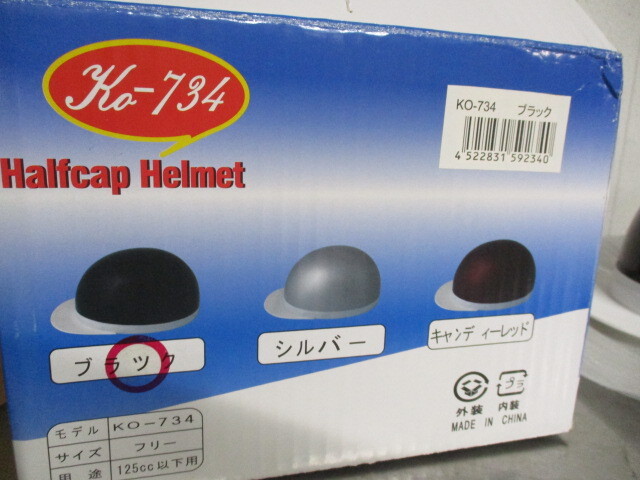 Ko-734
Halfcap Helmet
KO-734 ブラック
4 522831 592340
ブラック
シルバー
キャンディーレッド
モデル KO-734
サイズ フリー
用途 125cc以下用
外装 プラ 内装
MADE IN CHINA